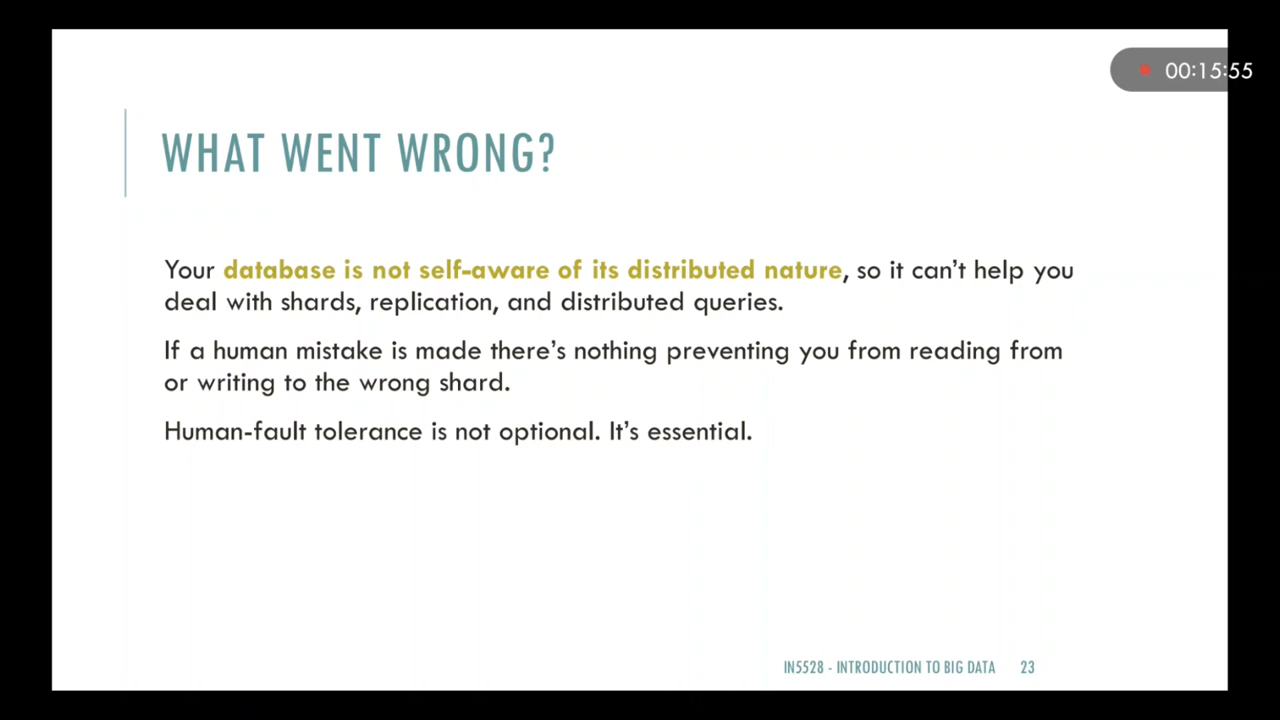 00:15:55
WHAT WENT WRONG?
Your database is not self-aware of its distributed nature, so it can't help you
deal with shards, replication, and distributed queries.
If a human mistake is made there's nothing preventing you from reading from
or writing to the wrong shard.
Human-fault tolerance is not optional. It's essential.
IN5528 - INTRODUCTION TO BIG DATA 23